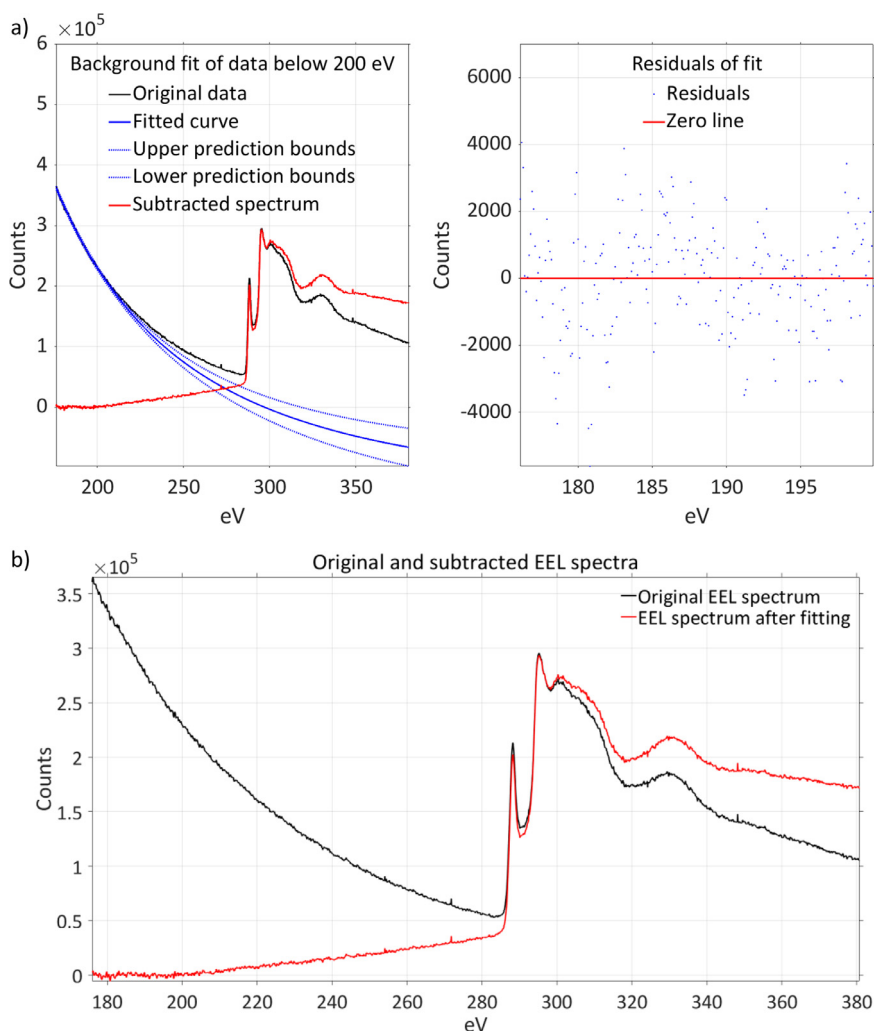 a)
×10^5
Background fit of data below 200 eV
Original data
Fitted curve
Upper prediction bounds
Lower prediction bounds
Subtracted spectrum
6
5
4
3
2
1
0
Counts
200 250 300 350
eV
Residuals of fit
Residuals
Zero line
6000
4000
2000
0
-2000
-4000
Counts
180 185 190 195
eV
b)
×10^5
Original and subtracted EEL spectra
Original EEL spectrum
EEL spectrum after fitting
3.5
3
2.5
2
1.5
1
0.5
0
Counts
180 200 220 240 260 280 300 320 340 360 380
eV